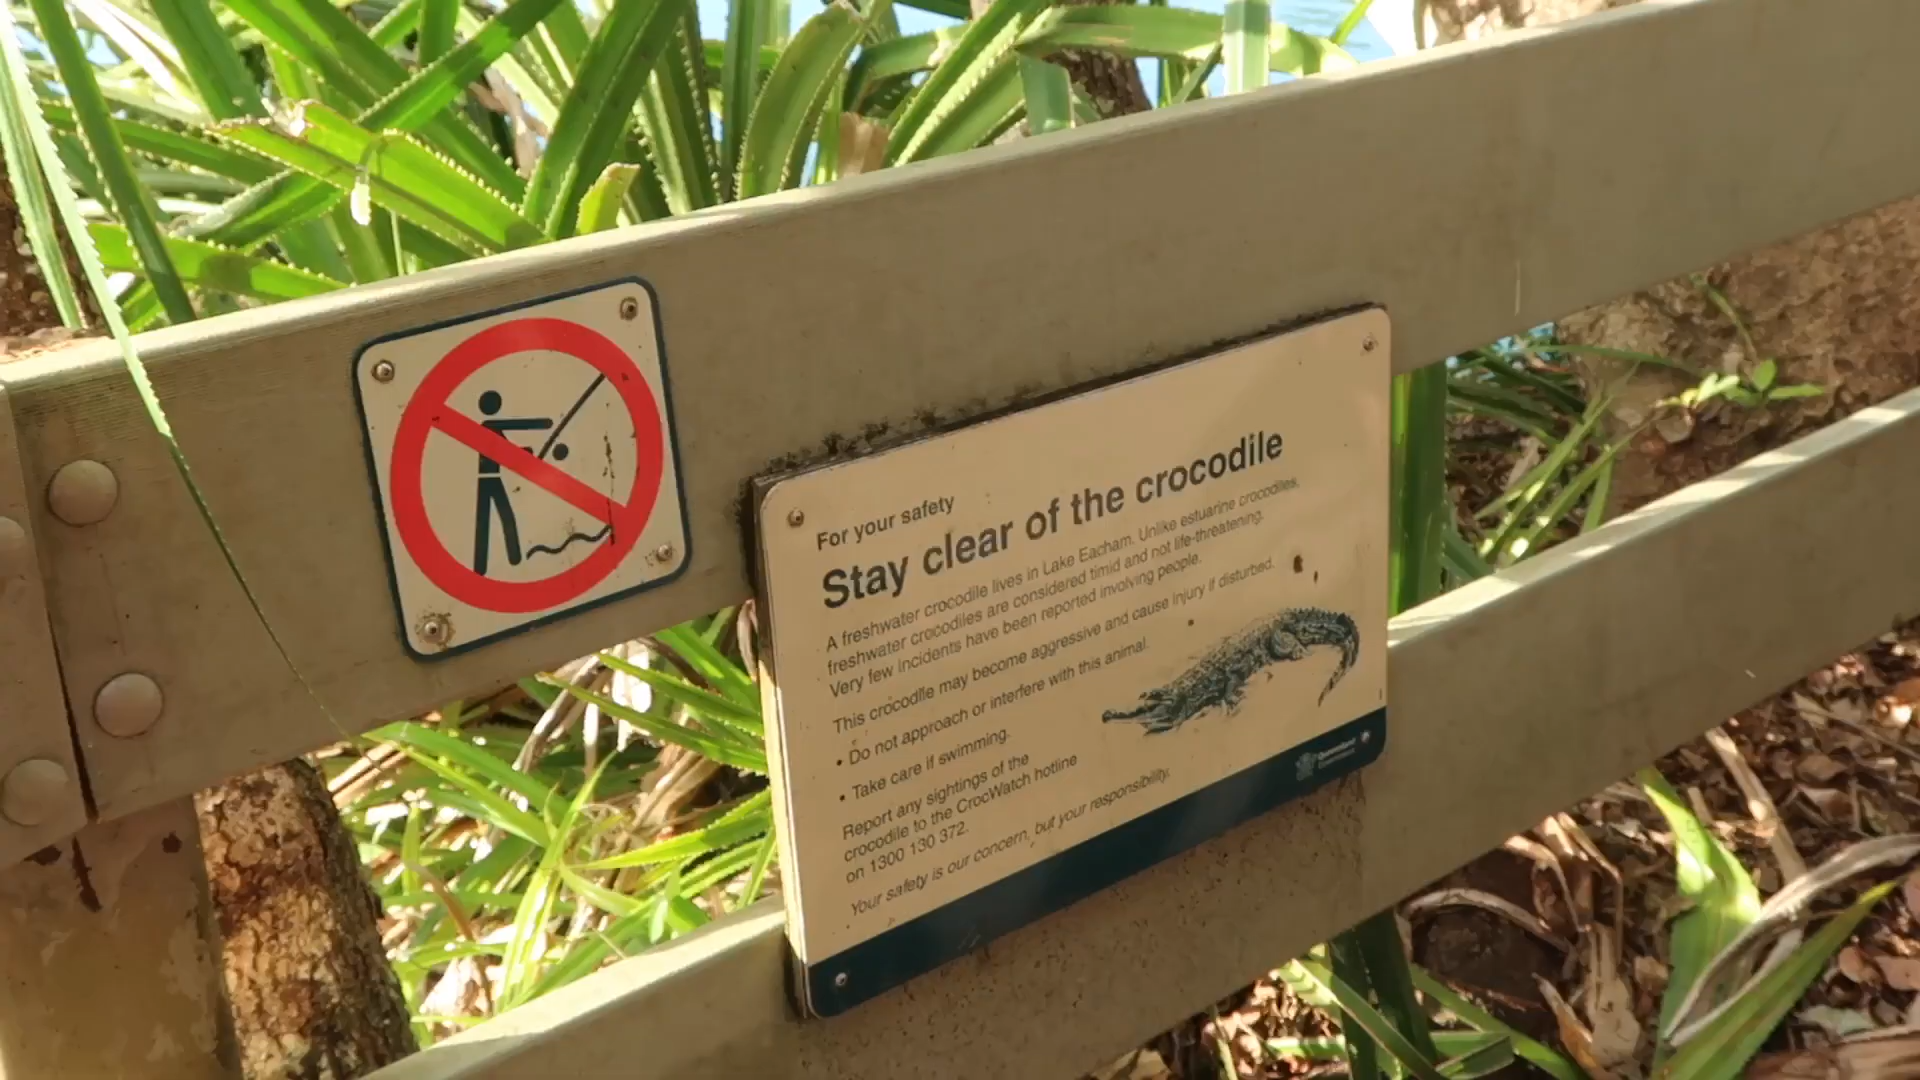 For your safety
Stay clear of the crocodile
A freshwater crocodile lives in Lake Eacham. Unlike estuarine crocodiles,
freshwater crocodiles are considered timid and not life-threatening.
Very few incidents have been reported involving people.
This crocodile may become aggressive and cause injury if disturbed.
• Do not approach or interfere with this animal.
• Take care if swimming.
Report any sightings of the
crocodile to the CrocWatch hotline
on 1300 130 372.
Your safety is our concern, but your responsibility.
Queensland
Government